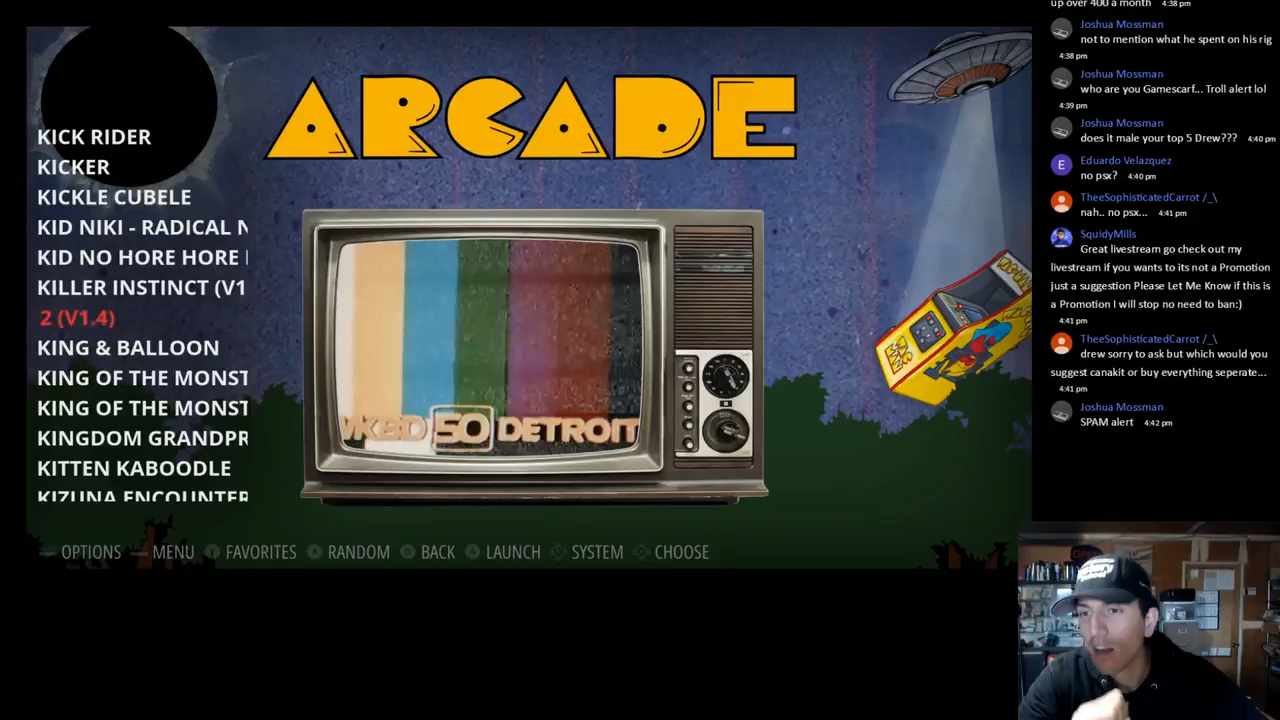 ARCADE
KICK RIDER
KICKER
KICKLE CUBELE
KID NIKI - RADICAL N
KID NO HORE HORE
KILLER INSTINCT (V1
2 (V1.4)
KING & BALLOON
KING OF THE MONST
KING OF THE MONST
KINGDOM GRANDPR
KITTEN KABOODLE
KIZUNA ENCOUNTER
WKBD 50 DETROIT
OPTIONS MENU FAVORITES RANDOM BACK LAUNCH SYSTEM CHOOSE
up over 400 a month 4:38 pm
Joshua Mossman
not to mention what he spent on his rig
4:38 pm
Joshua Mossman
who are you Gamescarf... Troll alert lol
4:39 pm
Joshua Mossman
does it male your top 5 Drew??? 4:40 pm
E
Eduardo Velazquez
no psx? 4:40 pm
TheeSophisticatedCarrot /_\
nah.. no psx... 4:41 pm
SquidyMills
Great livestream go check out my
livestream if you wants to its not a Promotion
just a suggestion Please Let Me Know if this is
a Promotion I will stop no need to ban:)
4:41 pm
TheeSophisticatedCarrot /_\
drew sorry to ask but which would you
suggest canakit or buy everything seperate...
4:41 pm
Joshua Mossman
SPAM alert 4:42 pm